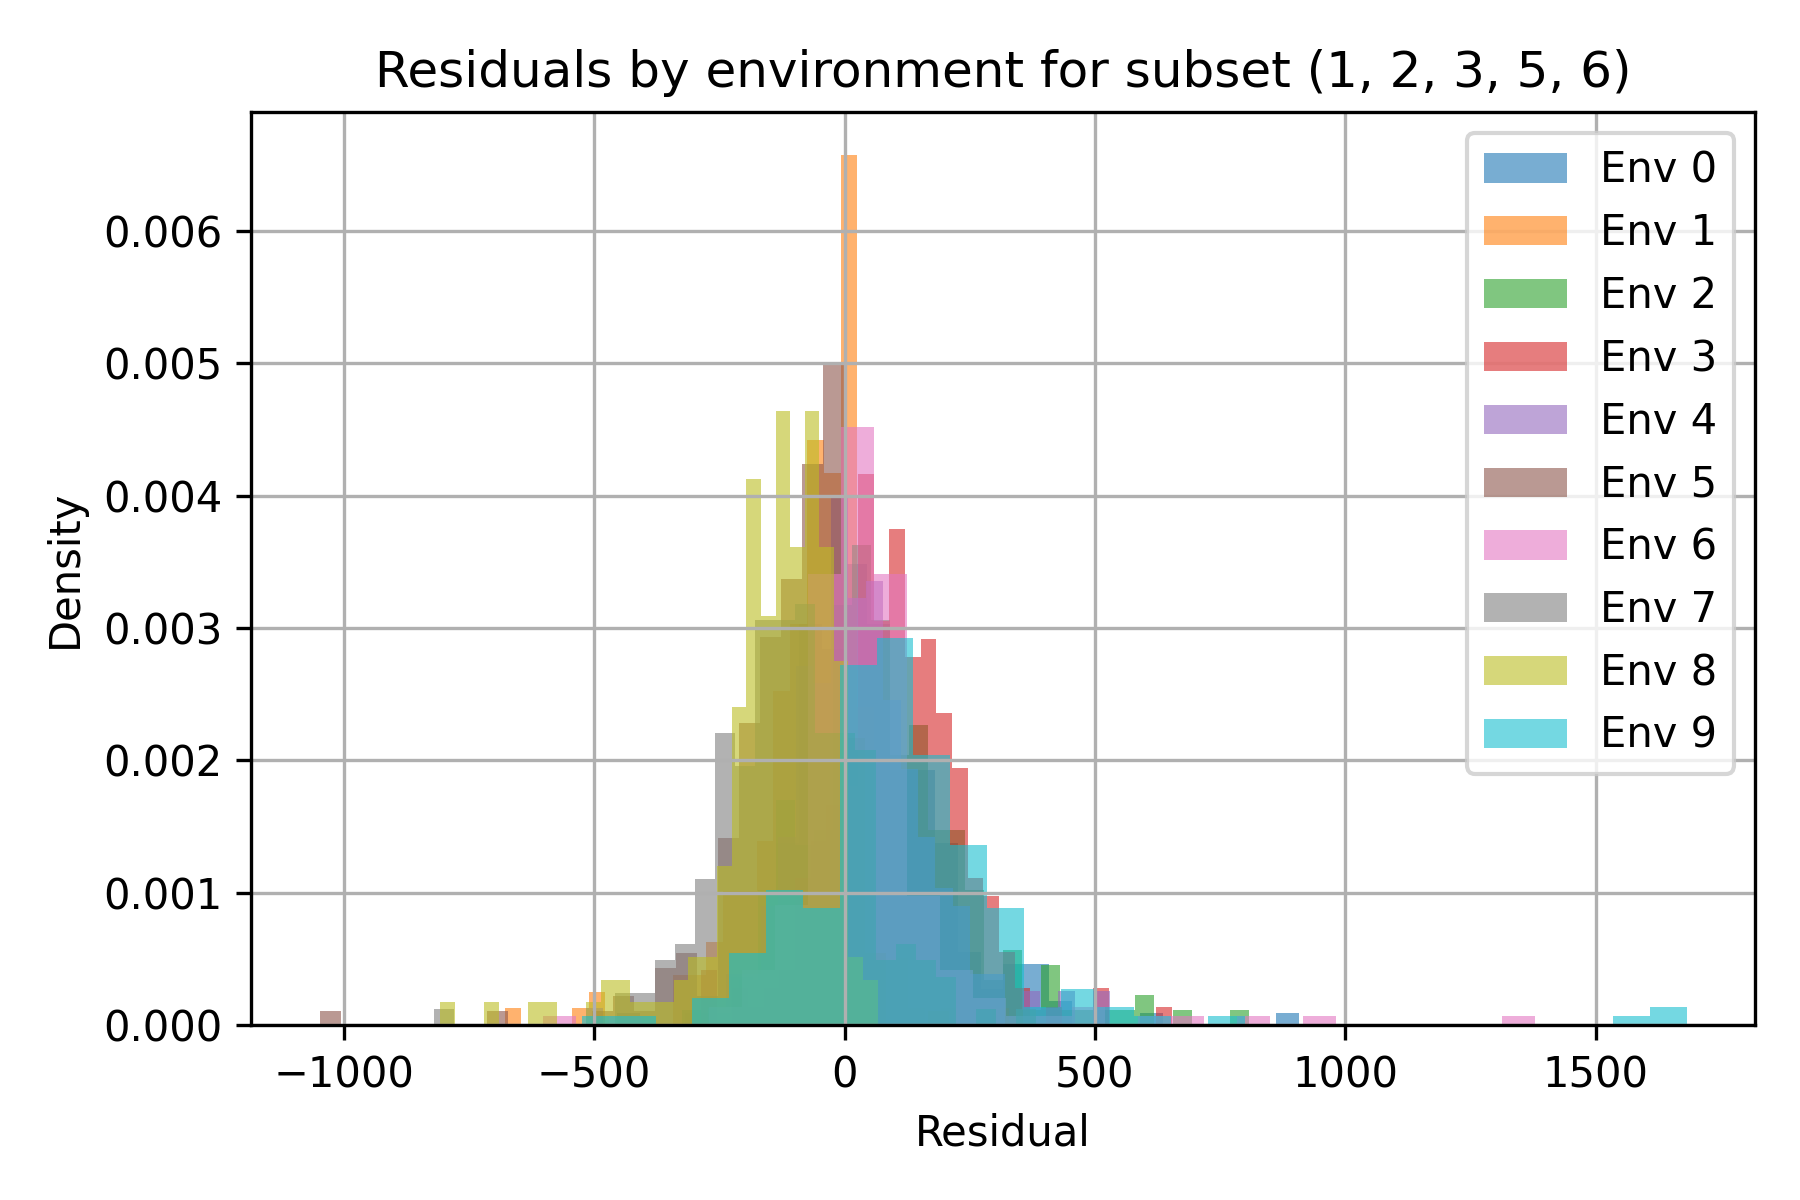 Residuals by environment for subset (1, 2, 3, 5, 6)
Density
0.006
0.005
0.004
0.003
0.002
0.001
0.000
−1000
−500
0
500
1000
1500
Residual
Env 0
Env 1
Env 2
Env 3
Env 4
Env 5
Env 6
Env 7
Env 8
Env 9